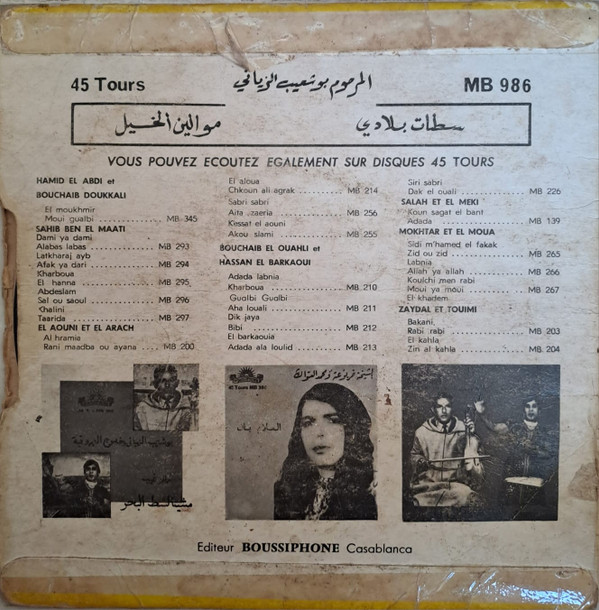 45 Tours
المرحوم بوشعيب الزياني
MB 986
سطات بلادي
موالين الخيل
VOUS POUVEZ ECOUTEZ EGALEMENT SUR DISQUES 45 TOURS
HAMID EL ABDI et
BOUCHAIB DOUKKALI
El moukhmir
Moui gualbi .......... MB 345
SAHIB BEN EL MAATI
Dami ya dami
Alabas labas .......... MB 293
Latkharaj ayb
Afak ya dari .......... MB 294
Kharboua
El hanna .......... MB 295
Abdeslam
Sal ou saoul .......... MB 296
Khalini
Taarida .......... MB 297
EL AOUNI ET EL ARACH
Al hramia
Rani maadba ou ayana .... MB 200
El aloua
Chkoun ali agrak .......... MB 214
Sabri sabri
Aita zaeria .......... MB 256
Kessat el aouni
Akou slami .......... MB 255
BOUCHAIB EL OUAHLI et
HASSAN EL BARKAOUI
Adada labnia
Kharboua .......... MB 210
Gualbi Gualbi
Aha louali .......... MB 211
Dik jaya
Bibi .......... MB 212
El barkaouia
Adada ala loulid .......... MB 213
Siri sabri
Dak el ouali .......... MB 226
SALAH ET EL MEKI
Koun sagat el bant
Adada .......... MB 139
MOKHTAR ET EL MOUA
Sidi m'hamed el fakak
Zid ou zid .......... MB 265
Labnia
Allah ya allah .......... MB 266
Koulchi men rabi
Moui ya moui .......... MB 267
El khadem
ZAYDAL ET TOUIMI
Bakani
Rabi rabi .......... MB 203
El kahla
Ziri al kahla .......... MB 204
45 Tours MB
السلام
Editeur BOUSSIPHONE Casablanca